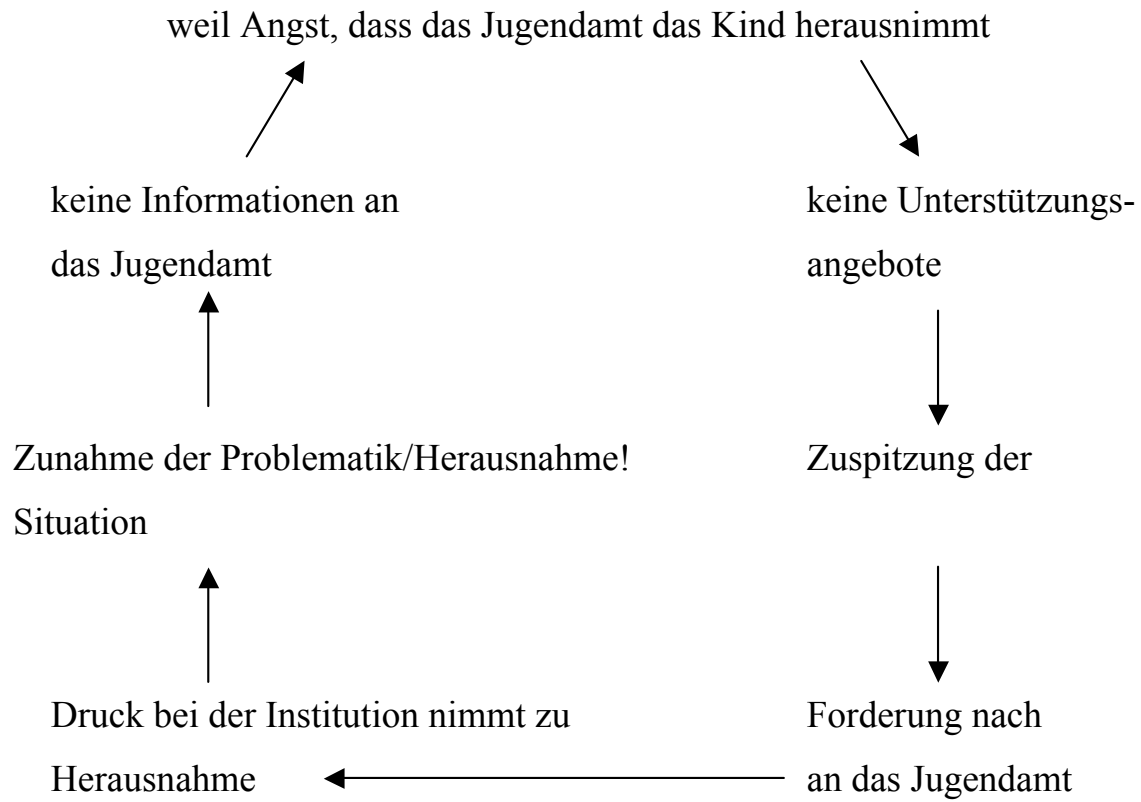 weil Angst, dass das Jugendamt das Kind herausnimmt
keine Informationen an
das Jugendamt
keine Unterstützungs-
angebote
Zunahme der Problematik/Herausnahme!
Situation
Zuspitzung der
Druck bei der Institution nimmt zu
Herausnahme
Forderung nach
an das Jugendamt